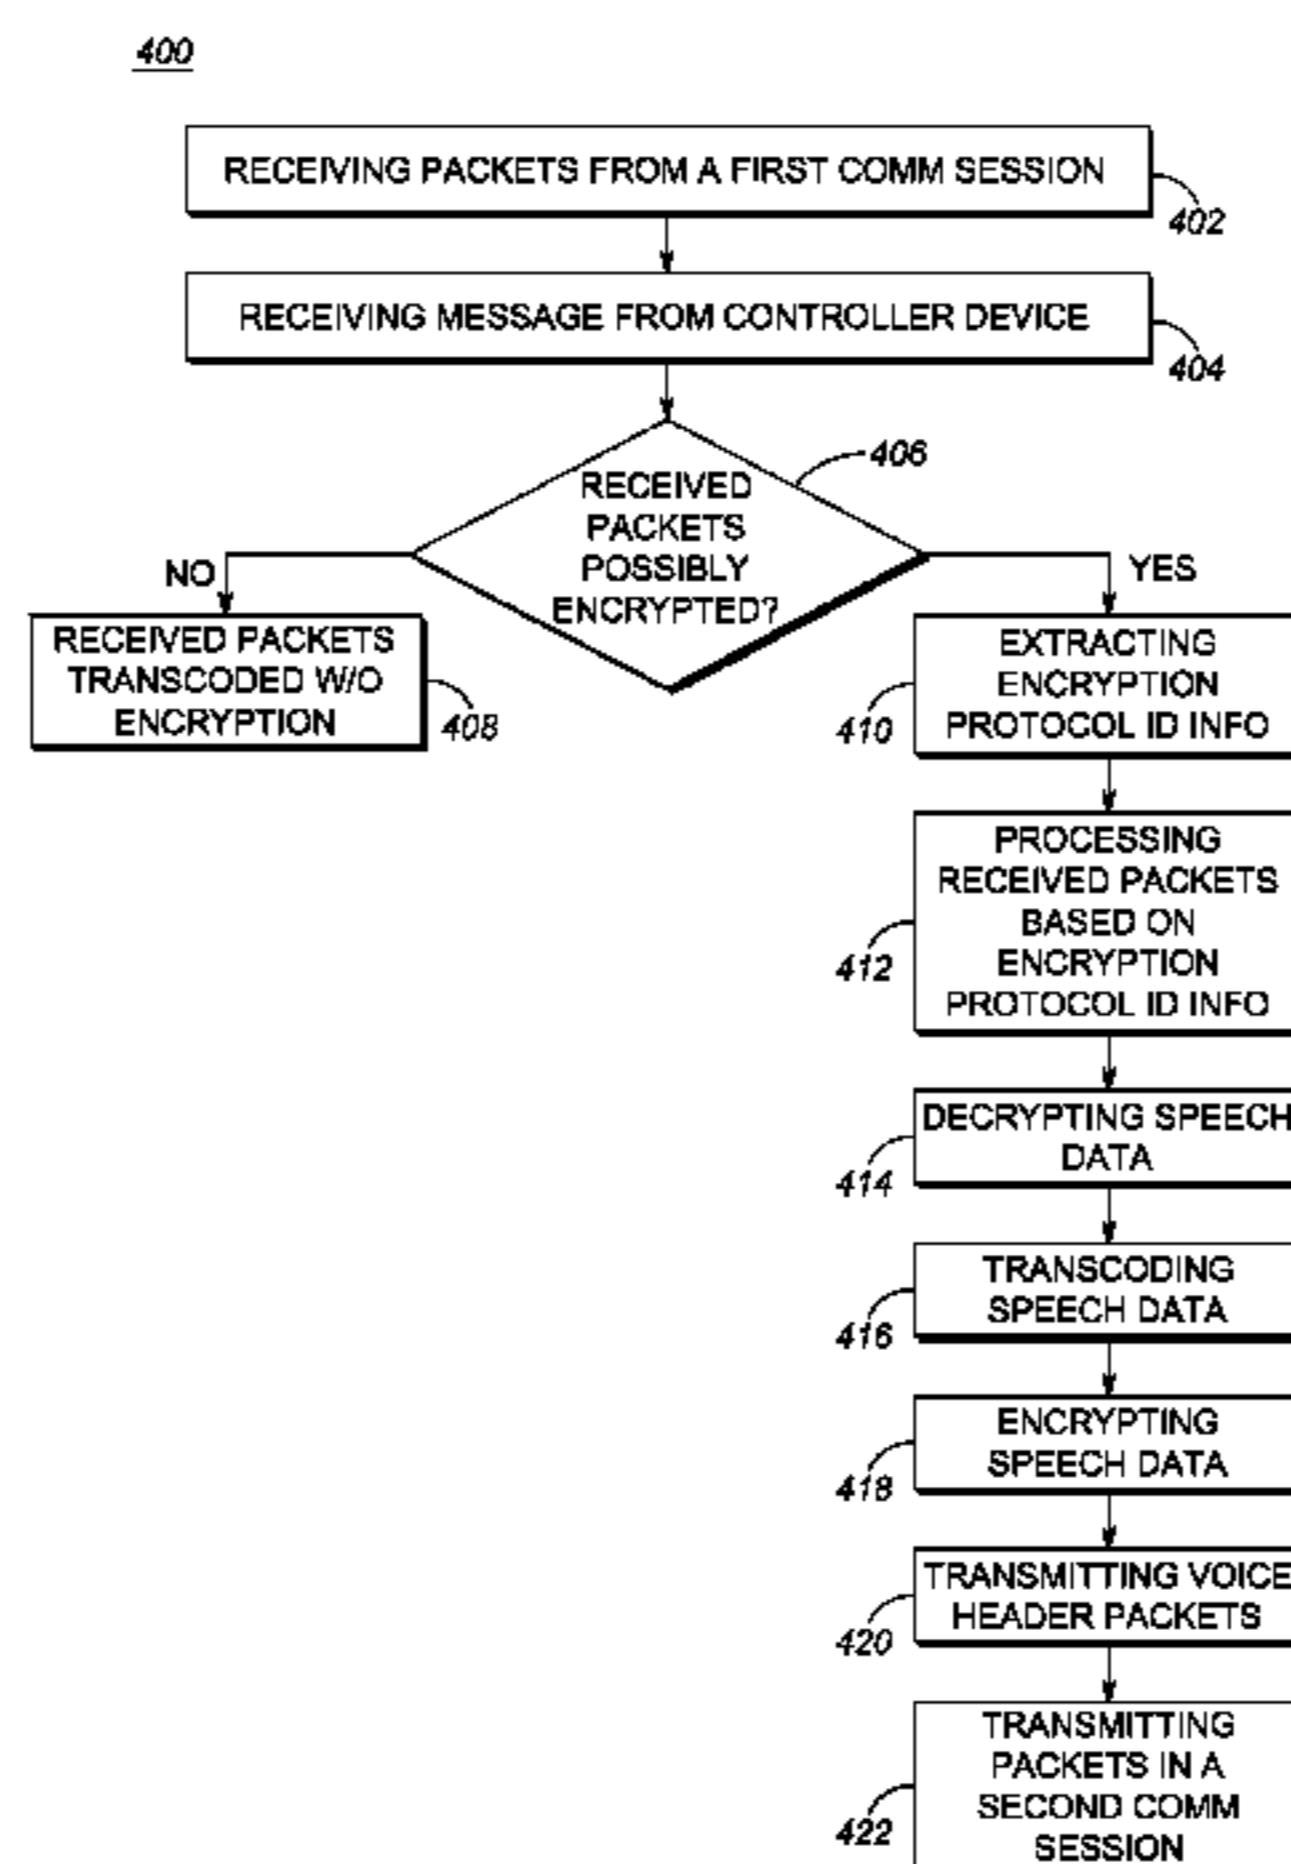 400
RECEIVING PACKETS FROM A FIRST COMM SESSION
402
RECEIVING MESSAGE FROM CONTROLLER DEVICE
404
406
RECEIVED
PACKETS
POSSIBLY
ENCRYPTED?
NO
YES
RECEIVED PACKETS
TRANSCODED W/O
ENCRYPTION
408
EXTRACTING
ENCRYPTION
PROTOCOL ID INFO
410
PROCESSING
RECEIVED PACKETS
BASED ON
ENCRYPTION
PROTOCOL ID INFO
412
DECRYPTING SPEECH
DATA
414
TRANSCODING
SPEECH DATA
416
ENCRYPTING
SPEECH DATA
418
TRANSMITTING VOICE
HEADER PACKETS
420
TRANSMITTING
PACKETS IN A
SECOND COMM
SESSION
422